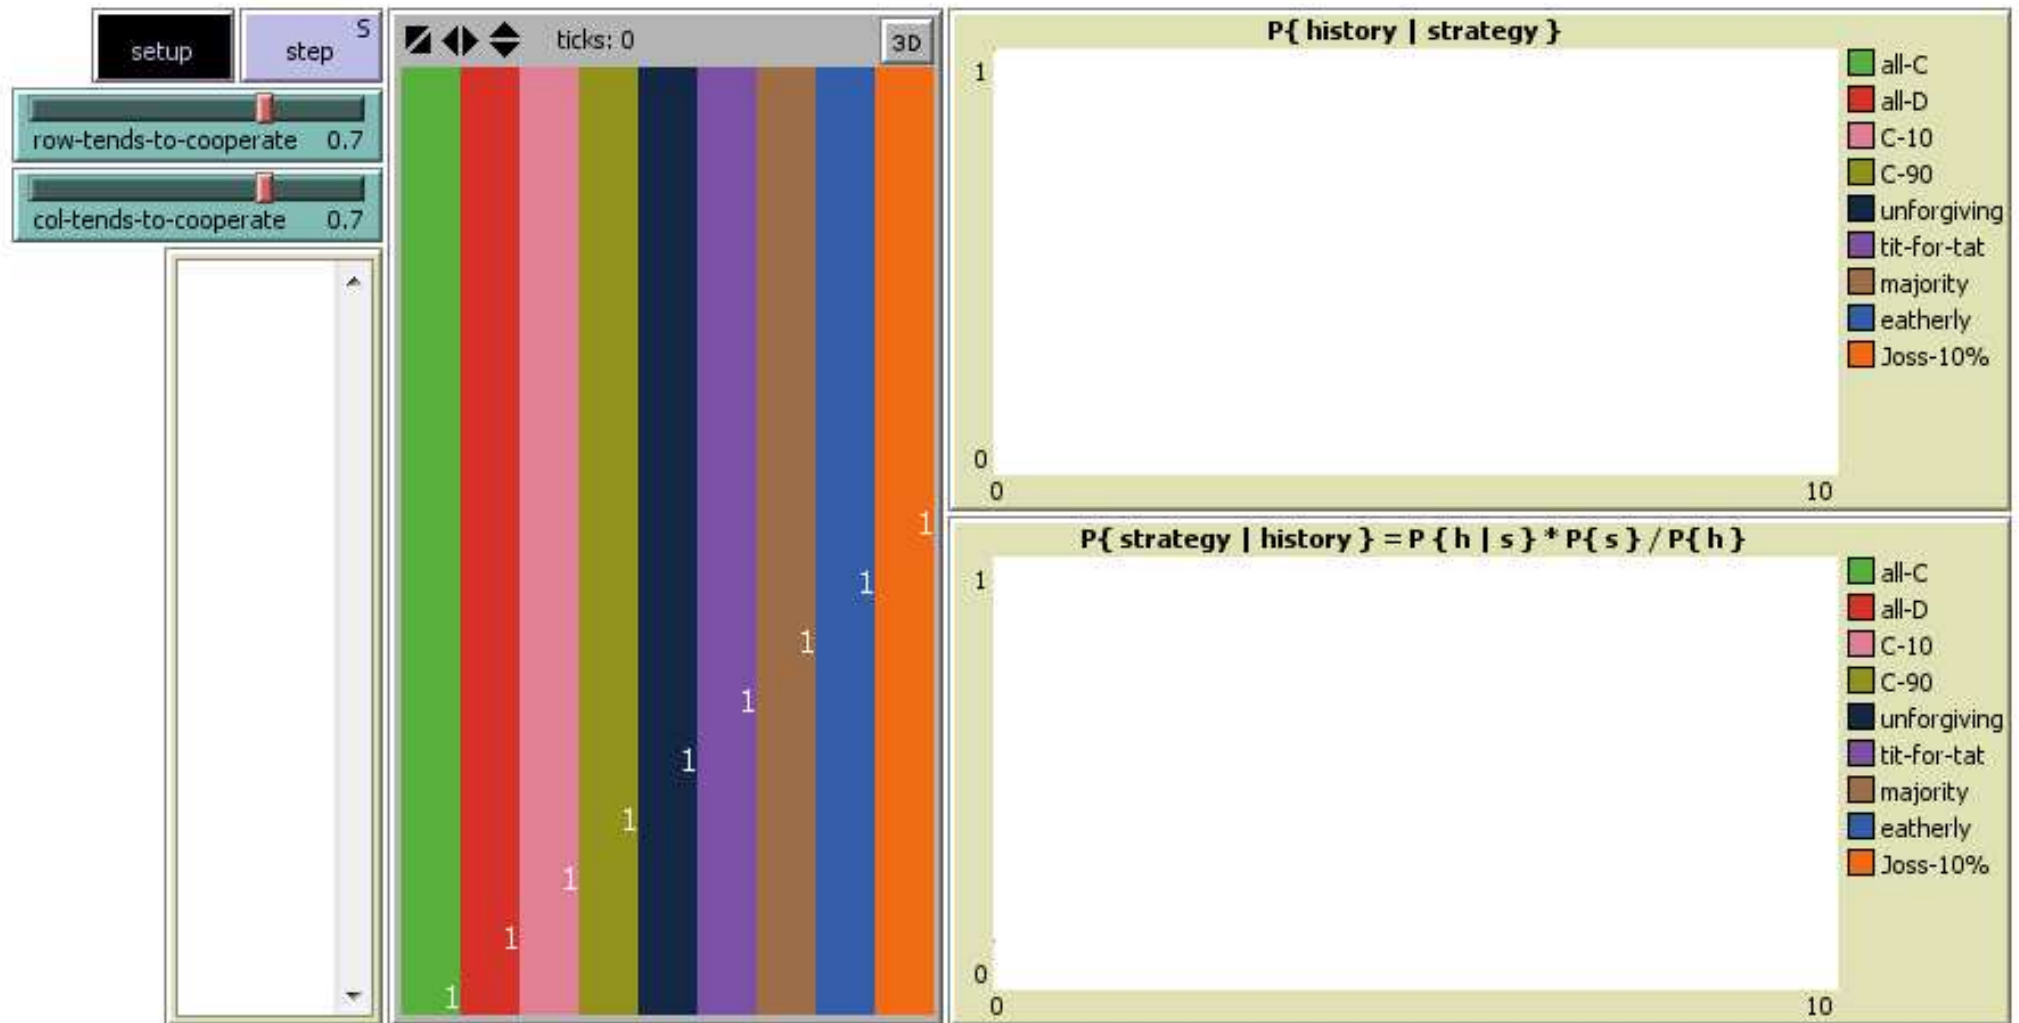 setup
S
step
row-tends-to-cooperate 0.7
col-tends-to-cooperate 0.7
ticks: 0
3D
1
1
1
1
1
1
1
1
1
P{ history | strategy }
1
0
0
10
all-C
all-D
C-10
C-90
unforgiving
tit-for-tat
majority
eatherly
Joss-10%
P{ strategy | history } = P { h | s } * P{ s } / P{ h }
1
0
0
10
all-C
all-D
C-10
C-90
unforgiving
tit-for-tat
majority
eatherly
Joss-10%